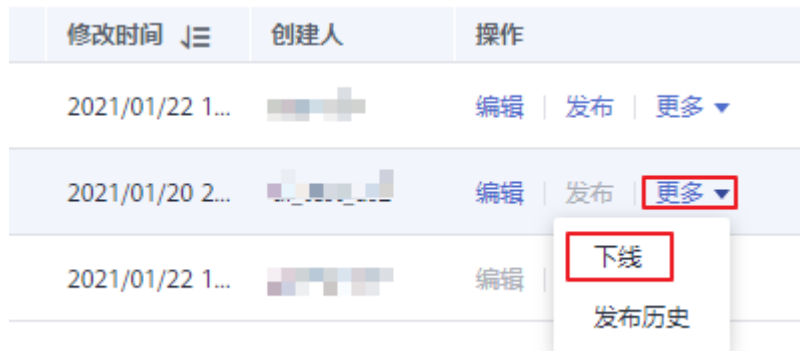 修改时间 创建人 操作
2021/01/22 1... 编辑 发布 更多
2021/01/20 2... 编辑 发布 更多
下线
2021/01/22 1... 编辑
发布历史